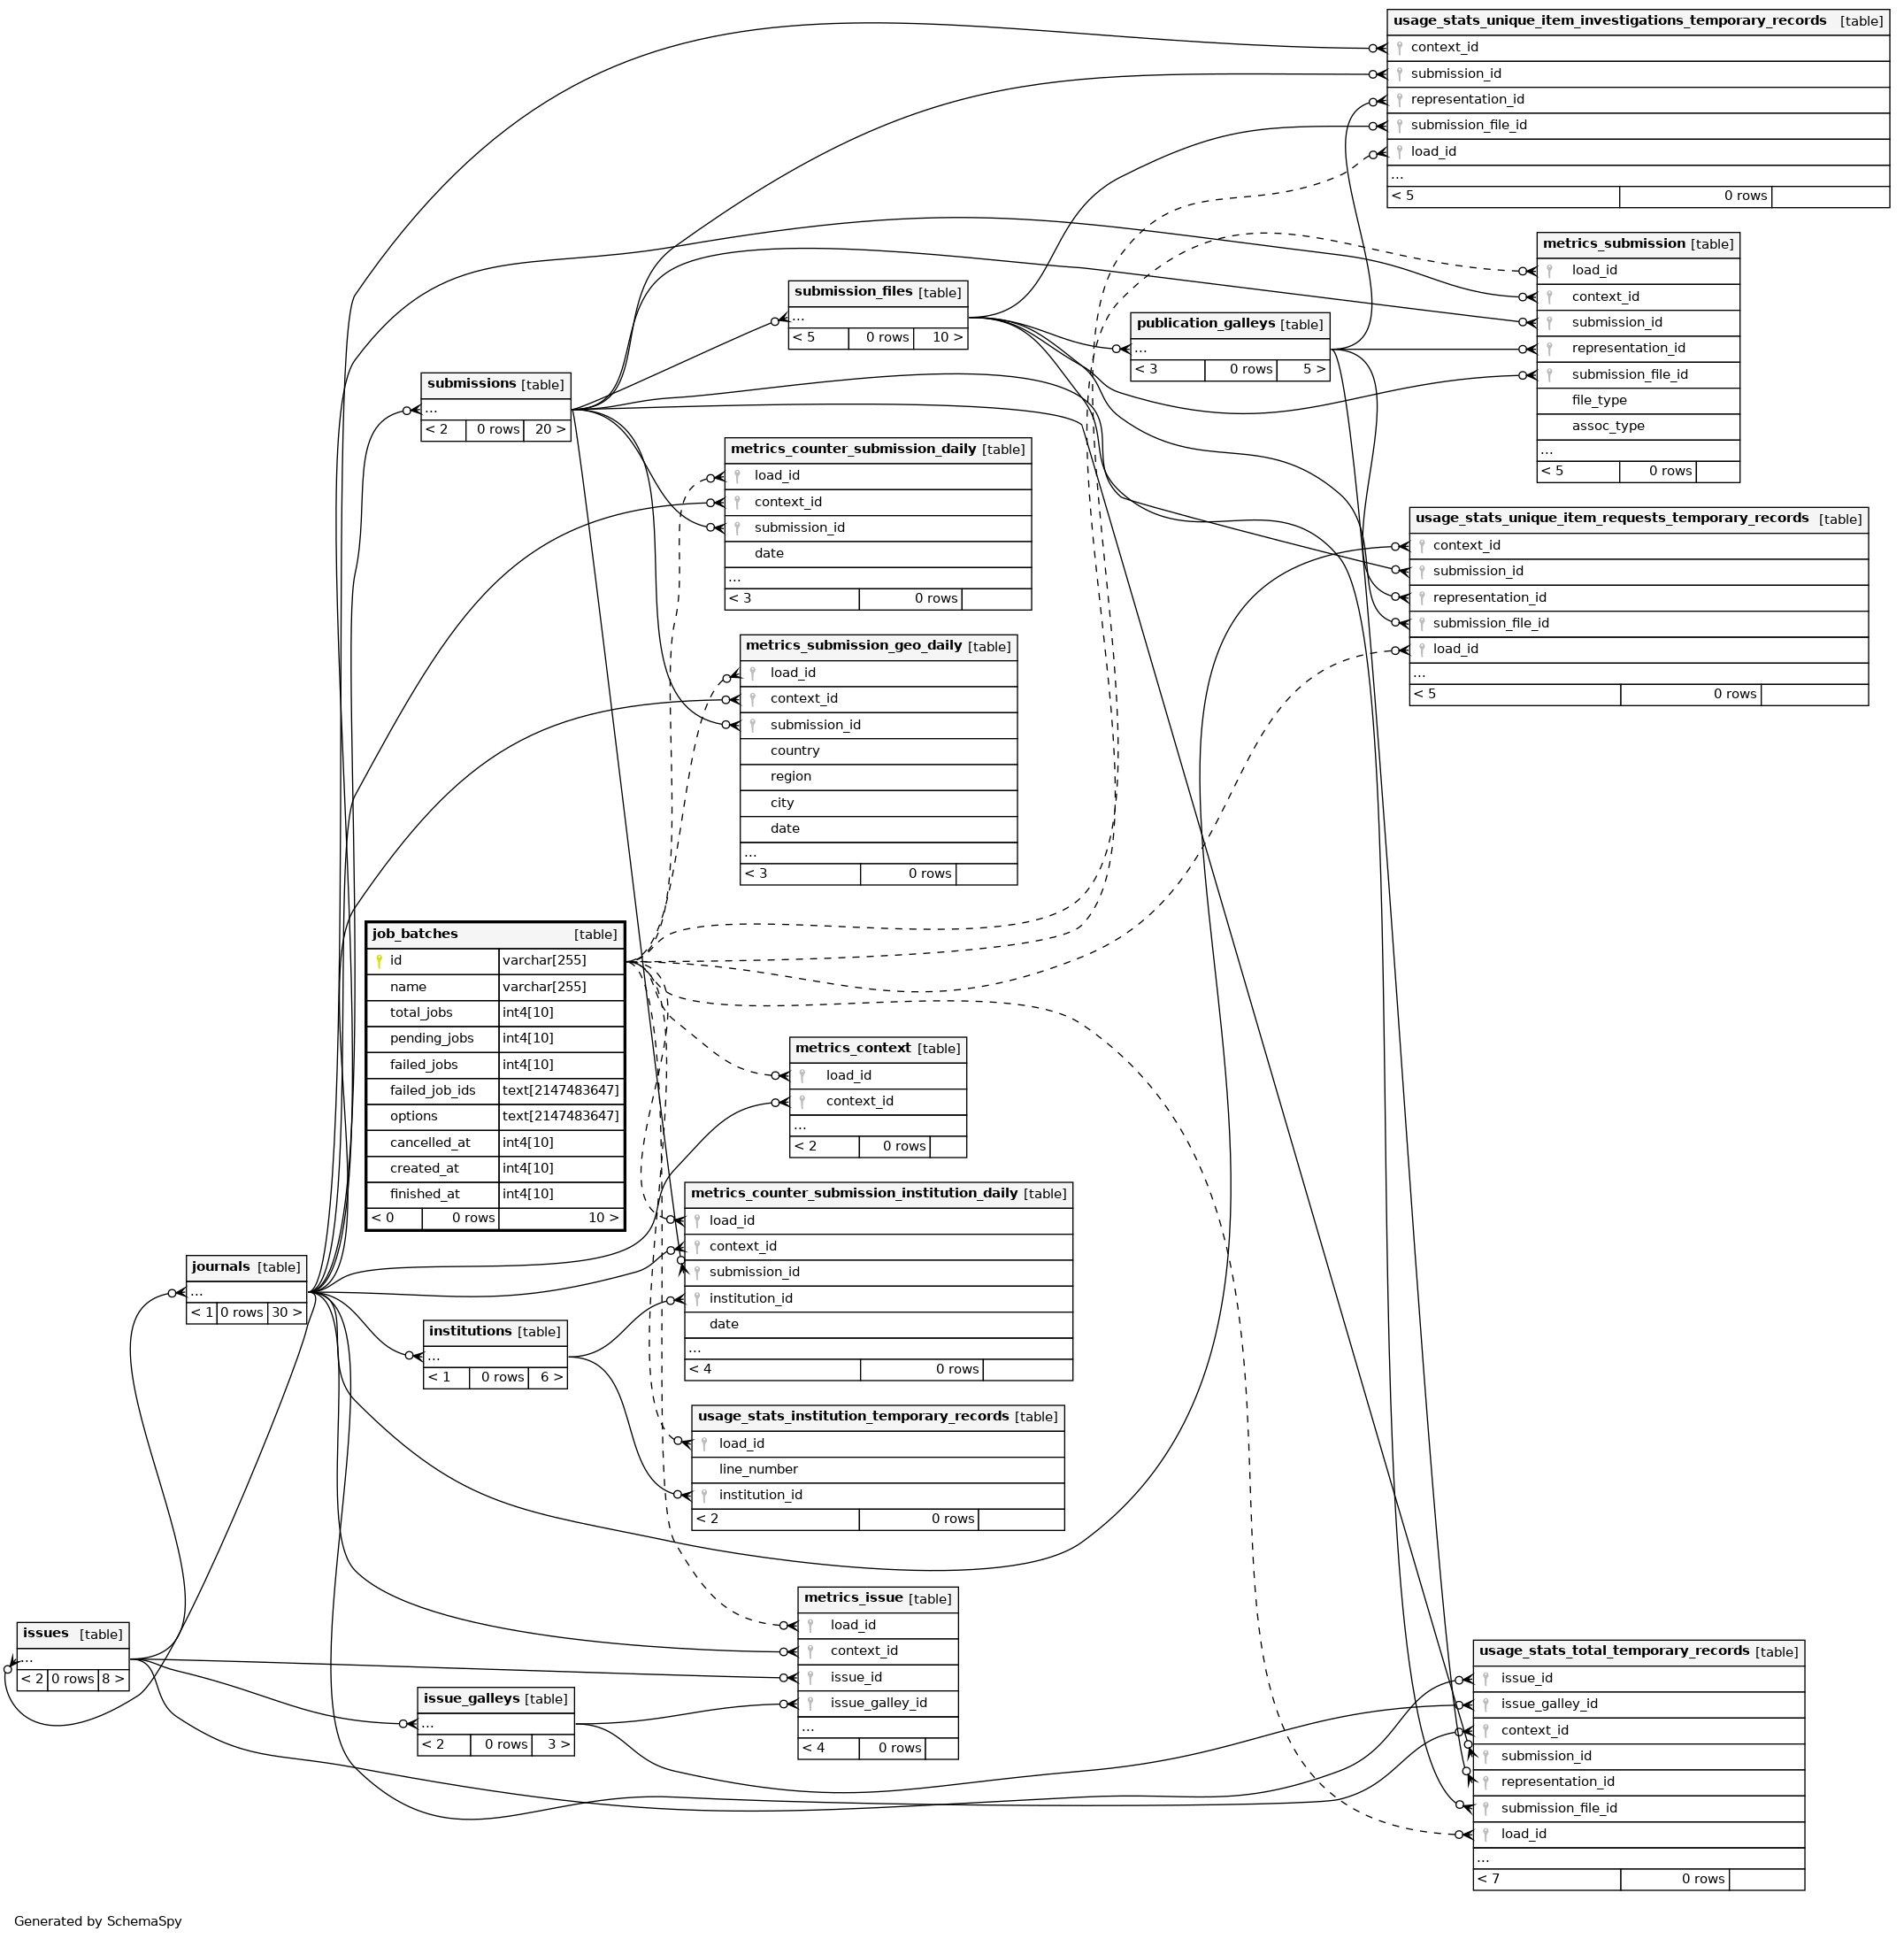 usage_stats_unique_item_investigations_temporary_records [table]
context_id
submission_id
representation_id
submission_file_id
load_id
...
< 5 0 rows
metrics_submission [table]
load_id
context_id
submission_id
representation_id
submission_file_id
file_type
assoc_type
...
< 5 0 rows
submission_files [table]
...
< 5 0 rows 10 >
publication_galleys [table]
...
< 3 0 rows 5 >
submissions [table]
...
< 2 0 rows 20 >
metrics_counter_submission_daily [table]
load_id
context_id
submission_id
date
...
< 3 0 rows
usage_stats_unique_item_requests_temporary_records [table]
context_id
submission_id
representation_id
submission_file_id
load_id
...
< 5 0 rows
metrics_submission_geo_daily [table]
load_id
context_id
submission_id
country
region
city
date
...
< 3 0 rows
job_batches [table]
id varchar[255]
name varchar[255]
total_jobs int4[10]
pending_jobs int4[10]
failed_jobs int4[10]
failed_job_ids text[2147483647]
options text[2147483647]
cancelled_at int4[10]
created_at int4[10]
finished_at int4[10]
< 0 0 rows 10 >
metrics_context [table]
load_id
context_id
...
< 2 0 rows
metrics_counter_submission_institution_daily [table]
load_id
context_id
submission_id
institution_id
date
...
< 4 0 rows
journals [table]
...
< 1 0 rows 30 >
institutions [table]
...
< 1 0 rows 6 >
usage_stats_institution_temporary_records [table]
load_id
line_number
institution_id
< 2 0 rows
metrics_issue [table]
load_id
context_id
issue_id
issue_galley_id
...
< 4 0 rows
issues [table]
...
< 2 0 rows 8 >
issue_galleys [table]
...
< 2 0 rows 3 >
usage_stats_total_temporary_records [table]
issue_id
issue_galley_id
context_id
submission_id
representation_id
submission_file_id
load_id
...
< 7 0 rows
Generated by SchemaSpy